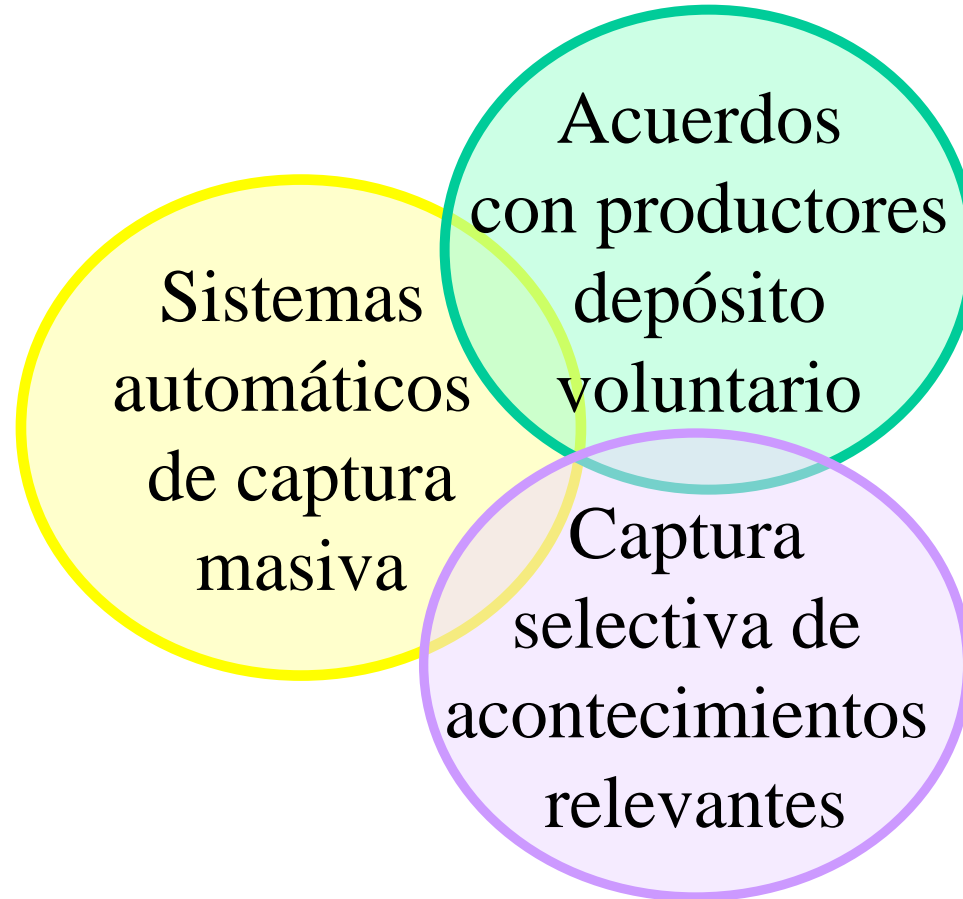 Sistemas
automáticos
de captura
masiva
Acuerdos
con productores
depósito
voluntario
Captura
selectiva de
acontecimientos
relevantes